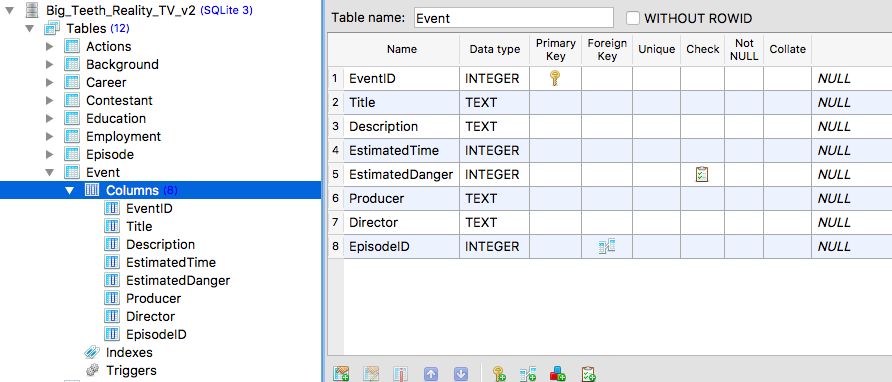 Big_Teeth_Reality_TV_v2 (SQLite 3)
Tables (12)
Actions
Background
Career
Contestant
Education
Employment
Episode
Event
Columns (8)
EventID
Title
Description
EstimatedTime
EstimatedDanger
Producer
Director
EpisodeID
Indexes
Triggers
Table name: Event WITHOUT ROWID
Name Data type Primary Key Foreign Key Unique Check Not NULL Collate
1 EventID INTEGER NULL
2 Title TEXT NULL
3 Description TEXT NULL
4 EstimatedTime INTEGER NULL
5 EstimatedDanger INTEGER NULL
6 Producer TEXT NULL
7 Director TEXT NULL
8 EpisodeID INTEGER NULL